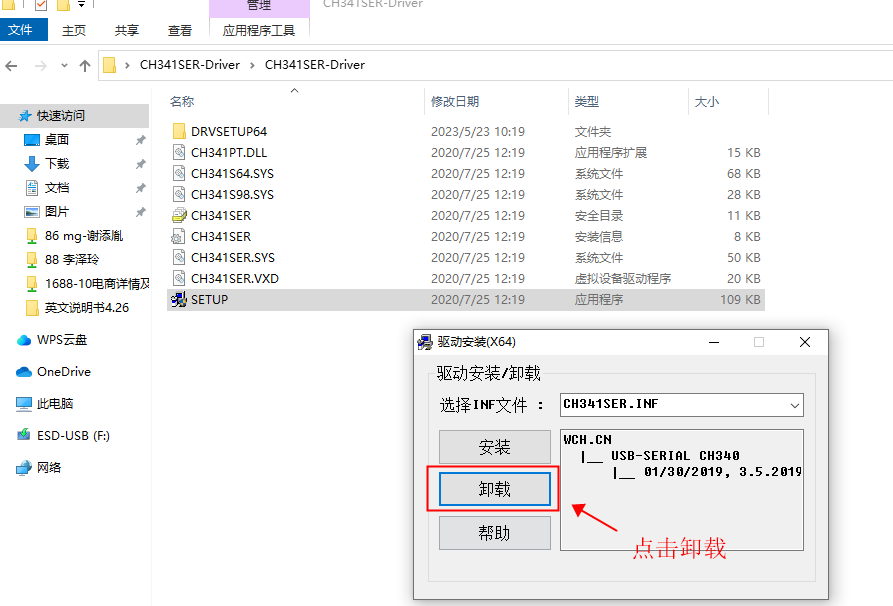 管理
CH341SER-Driver
文件
主页
共享
查看
应用程序工具
CH341SER-Driver
CH341SER-Driver
名称
修改日期
类型
大小
快速访问
桌面
下载
文档
图片
86 mg-谢添胤
88 李泽玲
1688-10电商详情及
英文说明书4.26
WPS云盘
OneDrive
此电脑
ESD-USB (F:)
网络
DRVSETUP64 2023/5/23 10:19 文件夹
CH341PT.DLL 2020/7/25 12:19 应用程序扩展 15 KB
CH341S64.SYS 2020/7/25 12:19 系统文件 68 KB
CH341S98.SYS 2020/7/25 12:19 系统文件 28 KB
CH341SER 2020/7/25 12:19 安全目录 11 KB
CH341SER 2020/7/25 12:19 安装信息 8 KB
CH341SER.SYS 2020/7/25 12:19 系统文件 50 KB
CH341SER.VXD 2020/7/25 12:19 虚拟设备驱动程序 20 KB
SETUP 2020/7/25 12:19 应用程序 109 KB
驱动安装(X64)
驱动安装/卸载
选择INF文件 : CH341SER.INF
安装
卸载
帮助
WCH.CN
|__ USB-SERIAL CH340
|__ 01/30/2019, 3.5.2019
点击卸载